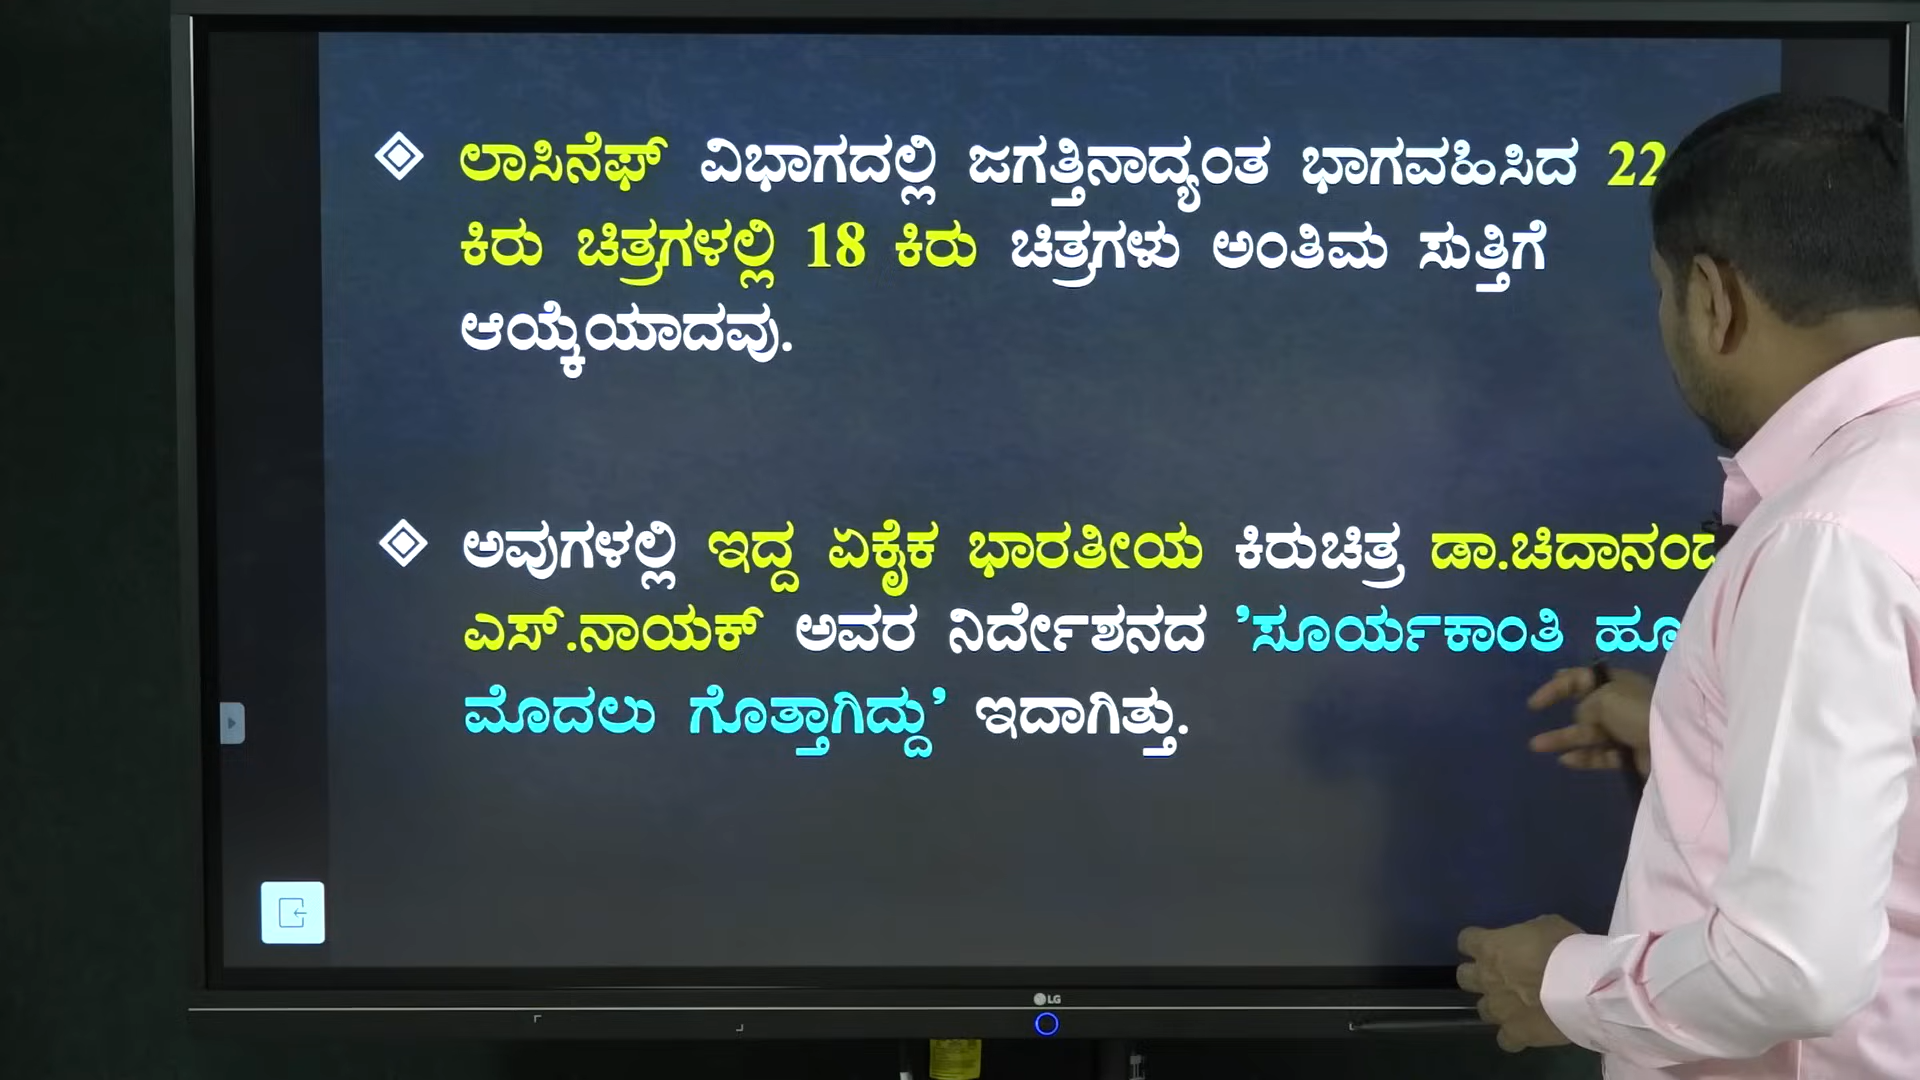 ಲಾಸಿನೆಫ್ ವಿಭಾಗದಲ್ಲಿ ಜಗತ್ತಿನಾದ್ಯಂತ ಭಾಗವಹಿಸಿದ
ಕಿರು ಚಿತ್ರಗಳಲ್ಲಿ 18 ಕಿರು ಚಿತ್ರಗಳು ಅಂತಿಮ ಸುತ್ತಿಗೆ
ಆಯ್ಕೆಯಾದವು.
ಅವುಗಳಲ್ಲಿ ಇದ್ದ ಏಕೈಕ ಭಾರತೀಯ ಕಿರುಚಿತ್ರ ಡಾ.ಚಿದಾನಂದ
ಎಸ್.ನಾಯಕ್ ಅವರ ನಿರ್ದೇಶನದ 'ಸೂರ್ಯಕಾಂತಿ ಹೂ
ಮೊದಲು ಗೊತ್ತಾಗಿದ್ದು' ಇದಾಗಿತ್ತು.
LG